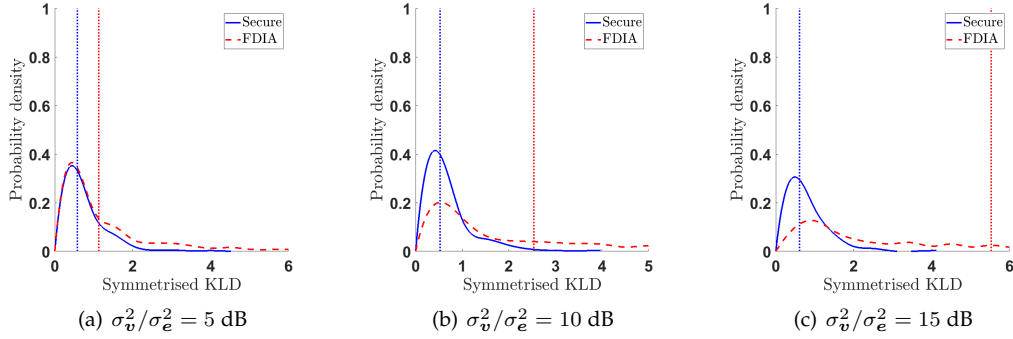 1
0.8
0.6
0.4
0.2
0
Probability density
Secure
FDIA
0 2 4 6
Symmetrised KLD
(a) σ²ᵥ/σ²ₑ = 5 dB
1
0.8
0.6
0.4
0.2
0
Probability density
Secure
FDIA
0 1 2 3 4 5
Symmetrised KLD
(b) σ²ᵥ/σ²ₑ = 10 dB
1
0.8
0.6
0.4
0.2
0
Probability density
Secure
FDIA
0 2 4 6
Symmetrised KLD
(c) σ²ᵥ/σ²ₑ = 15 dB